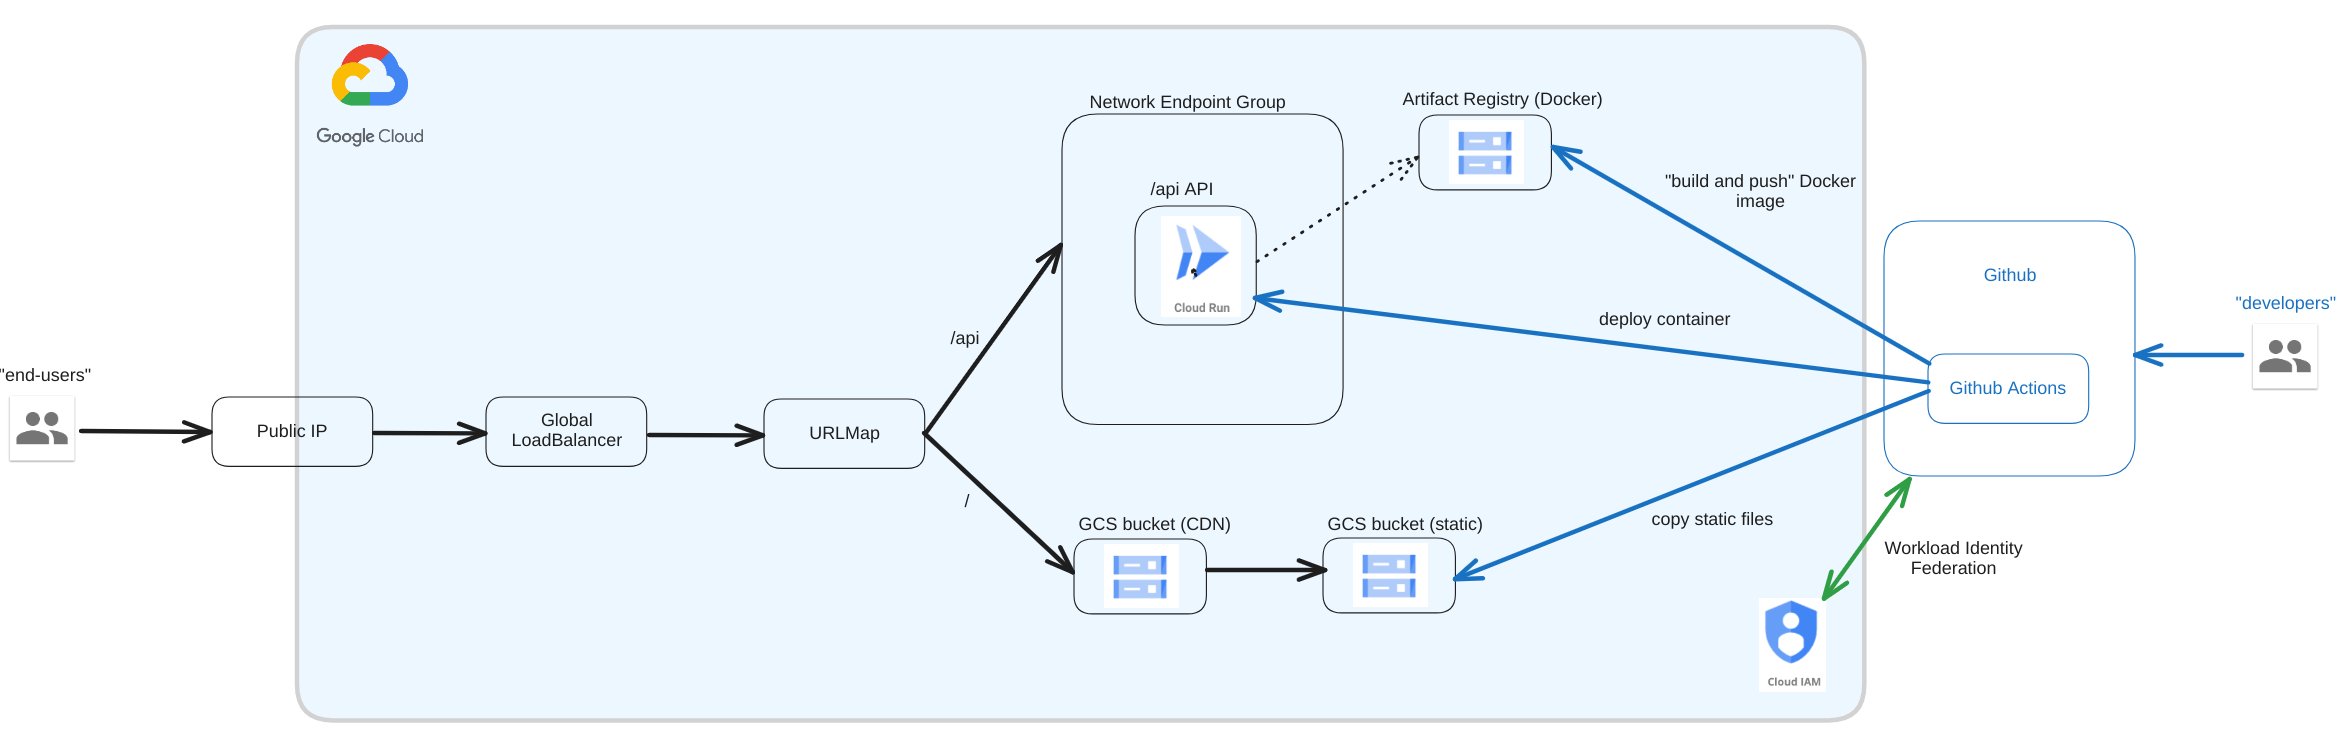 Google Cloud
Network Endpoint Group
Artifact Registry (Docker)
"build and push" Docker
image
/api API
Cloud Run
Github
"developers"
deploy container
/api
"end-users"
Github Actions
Public IP
Global
LoadBalancer
URLMap
/
GCS bucket (CDN)
GCS bucket (static)
copy static files
Workload Identity
Federation
Cloud IAM